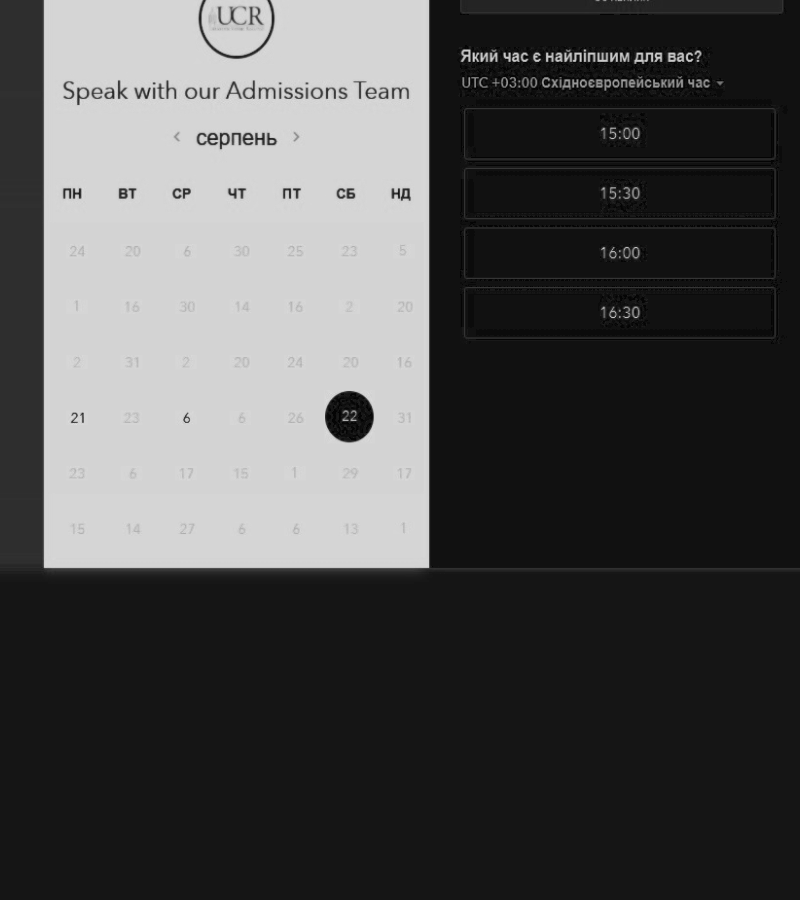 UCR
Speak with our Admissions Team
< серпень >
ПН ВТ СР ЧТ ПТ СБ НД
24 20 6 30 25 23 5
1 16 30 14 16 2 20
2 31 2 20 24 20 16
21 23 6 6 26 22 31
23 6 17 15 1 29 17
15 14 27 6 6 13 1
Який час є найліпшим для вас?
UTC +03:00 Східноєвропейський час
15:00
15:30
16:00
16:30